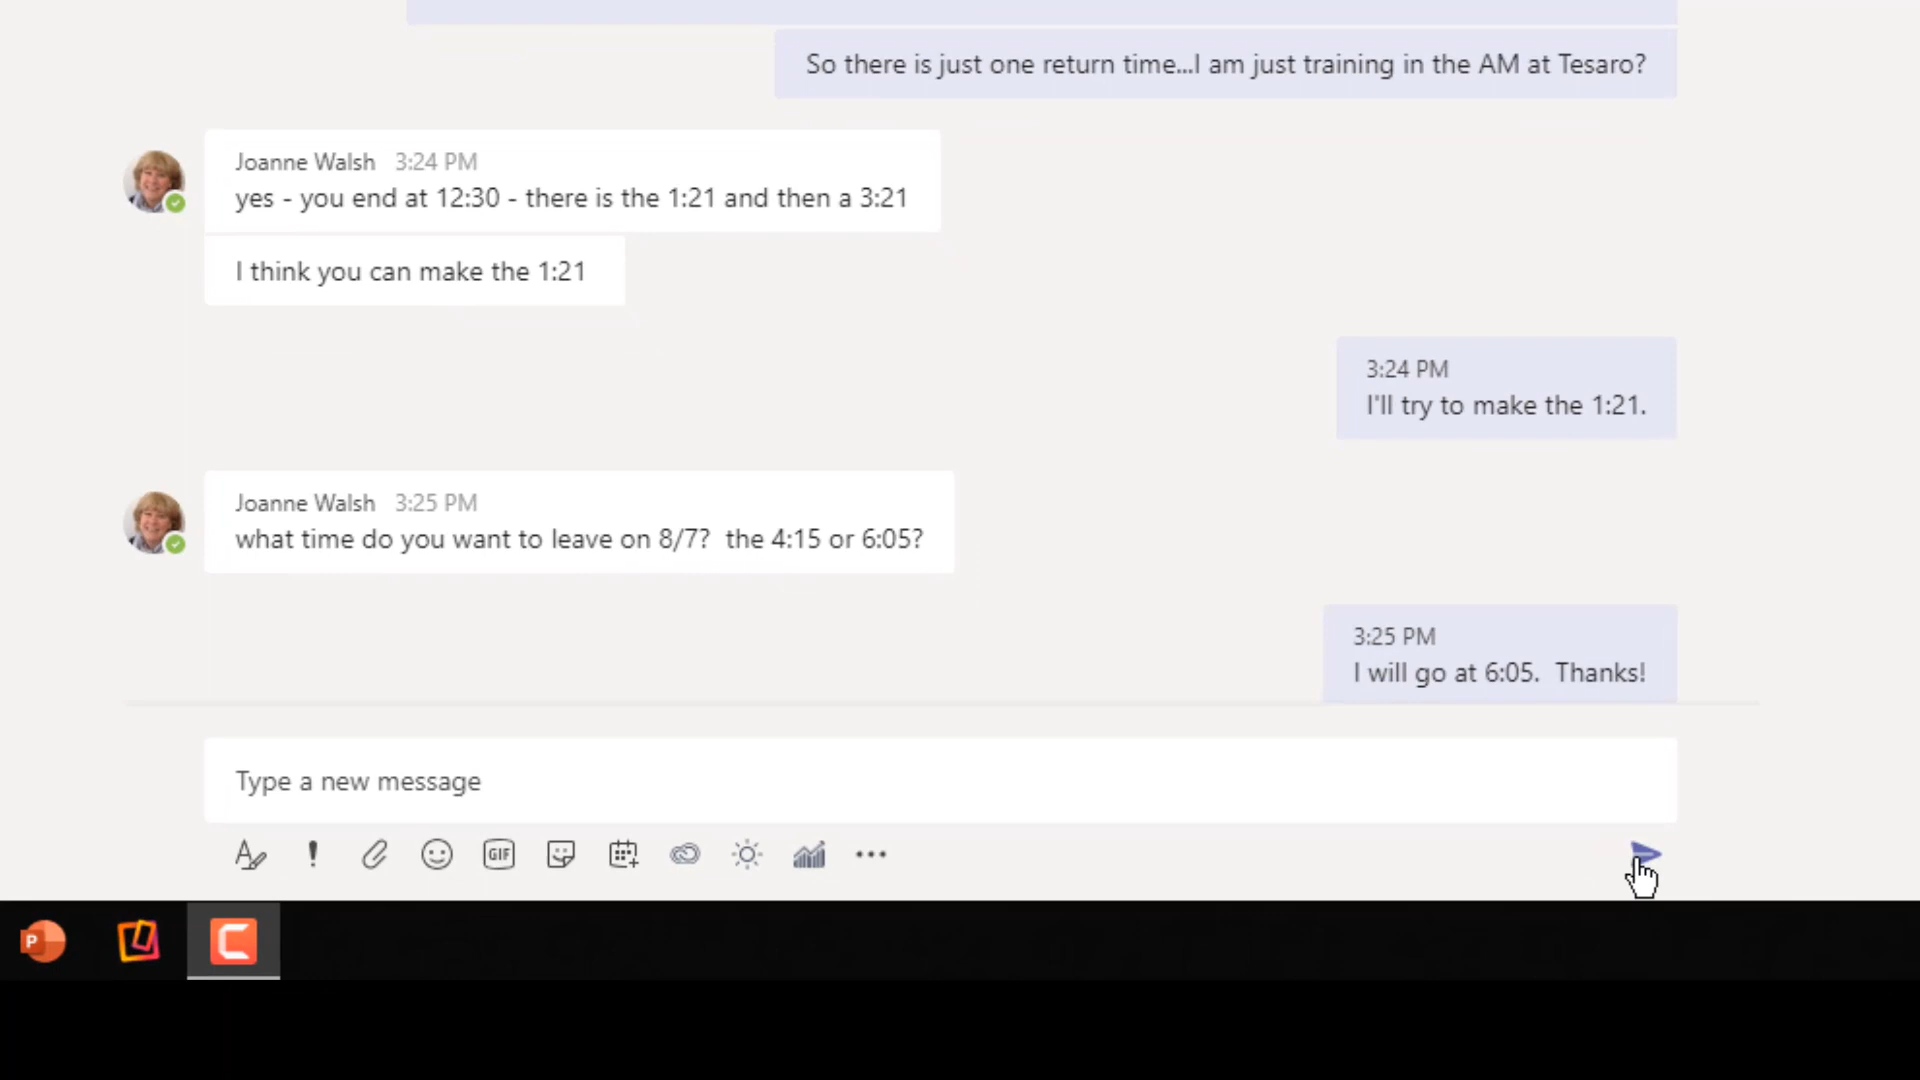 So there is just one return time...I am just training in the AM at Tesaro?
Joanne Walsh 3:24 PM
yes - you end at 12:30 - there is the 1:21 and then a 3:21
I think you can make the 1:21
3:24 PM
I'll try to make the 1:21.
Joanne Walsh 3:25 PM
what time do you want to leave on 8/7?  the 4:15 or 6:05?
3:25 PM
I will go at 6:05.  Thanks!
Type a new message
GIF
P